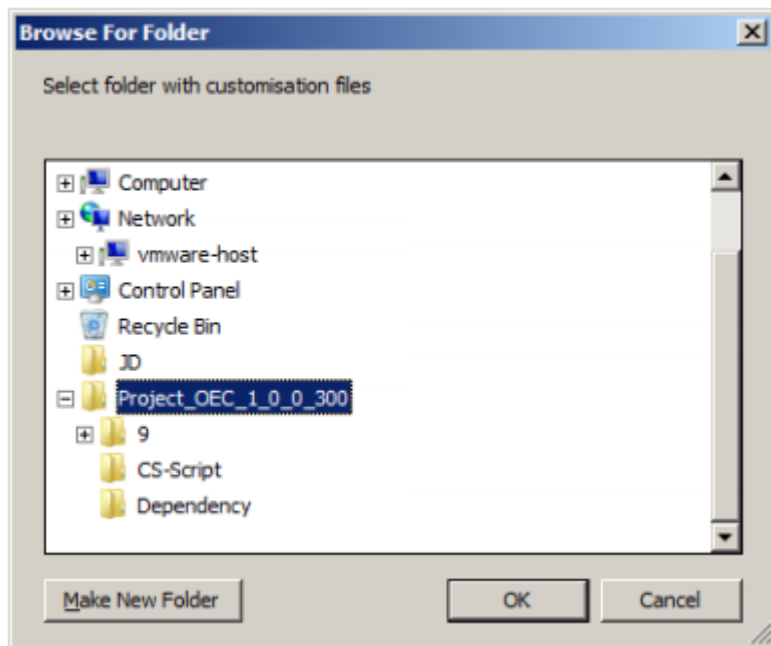 Browse For Folder
Select folder with customisation files
Computer
Network
vmware-host
Control Panel
Recycle Bin
JD
Project_OEC_1_0_0_300
9
CS-Script
Dependency
Make New Folder
OK
Cancel